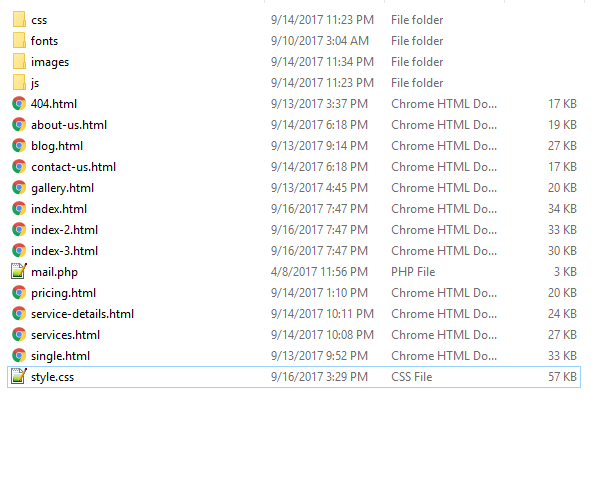 css 9/14/2017 11:23 PM File folder
fonts 9/10/2017 3:04 AM File folder
images 9/14/2017 11:34 PM File folder
js 9/14/2017 11:23 PM File folder
404.html 9/13/2017 3:37 PM Chrome HTML Do... 17 KB
about-us.html 9/14/2017 6:18 PM Chrome HTML Do... 19 KB
blog.html 9/13/2017 9:14 PM Chrome HTML Do... 27 KB
contact-us.html 9/14/2017 6:18 PM Chrome HTML Do... 17 KB
gallery.html 9/13/2017 4:45 PM Chrome HTML Do... 20 KB
index.html 9/16/2017 7:47 PM Chrome HTML Do... 34 KB
index-2.html 9/16/2017 7:47 PM Chrome HTML Do... 33 KB
index-3.html 9/16/2017 7:47 PM Chrome HTML Do... 30 KB
mail.php 4/8/2017 11:56 PM PHP File 3 KB
pricing.html 9/14/2017 1:10 PM Chrome HTML Do... 20 KB
service-details.html 9/14/2017 10:11 PM Chrome HTML Do... 24 KB
services.html 9/14/2017 10:08 PM Chrome HTML Do... 27 KB
single.html 9/13/2017 9:52 PM Chrome HTML Do... 33 KB
style.css 9/16/2017 3:29 PM CSS File 57 KB